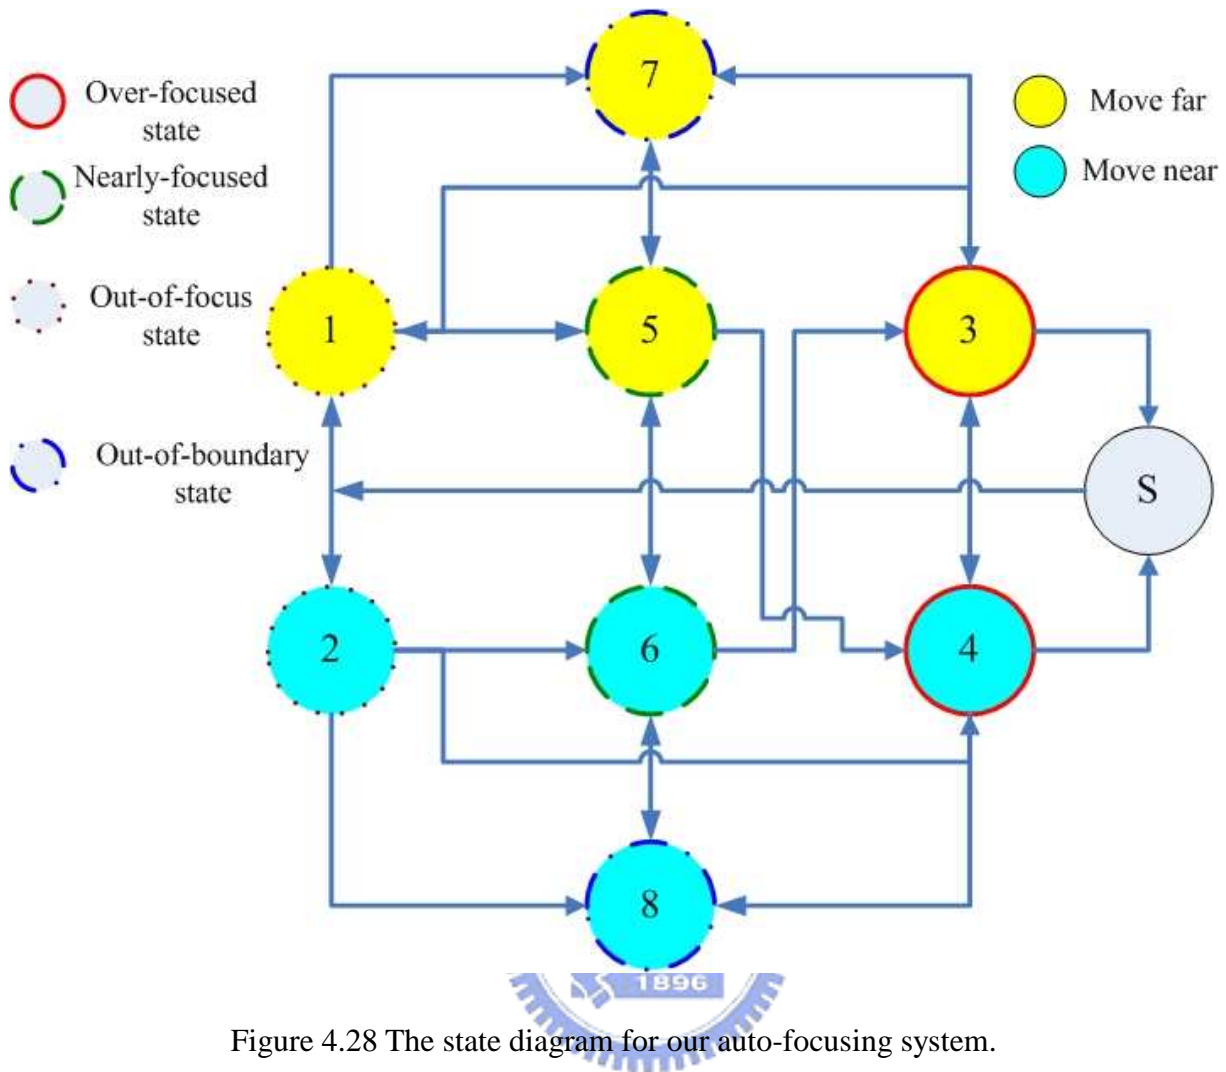 7
Over-focused
state
Move far
Nearly-focused
state
Move near
Out-of-focus
state
1
5
3
Out-of-boundary
state
S
2
6
4
8
1896
Figure 4.28 The state diagram for our auto-focusing system.